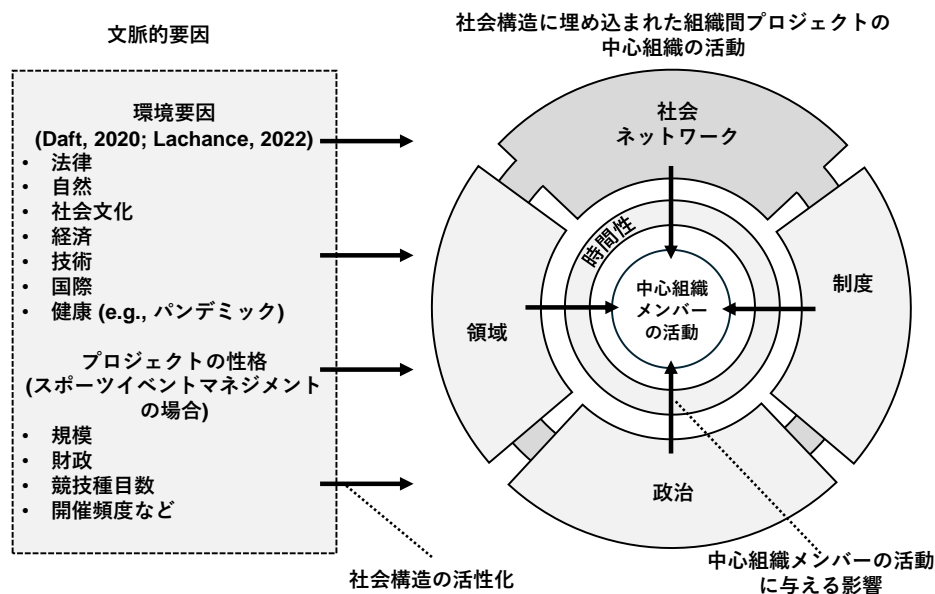 文脈的要因
環境要因
(Daft, 2020; Lachance, 2022)
• 法律
• 自然
• 社会文化
• 経済
• 技術
• 国際
• 健康 (e.g., パンデミック)
プロジェクトの性格
(スポーツイベントマネジメント
の場合)
• 規模
• 財政
• 競技種目数
• 開催頻度など
社会構造の活性化
社会構造に埋め込まれた組織間プロジェクトの
中心組織の活動
社会
ネットワーク
時間性
中心組織
メンバー
の活動
領域
制度
政治
中心組織メンバーの活動
に与える影響